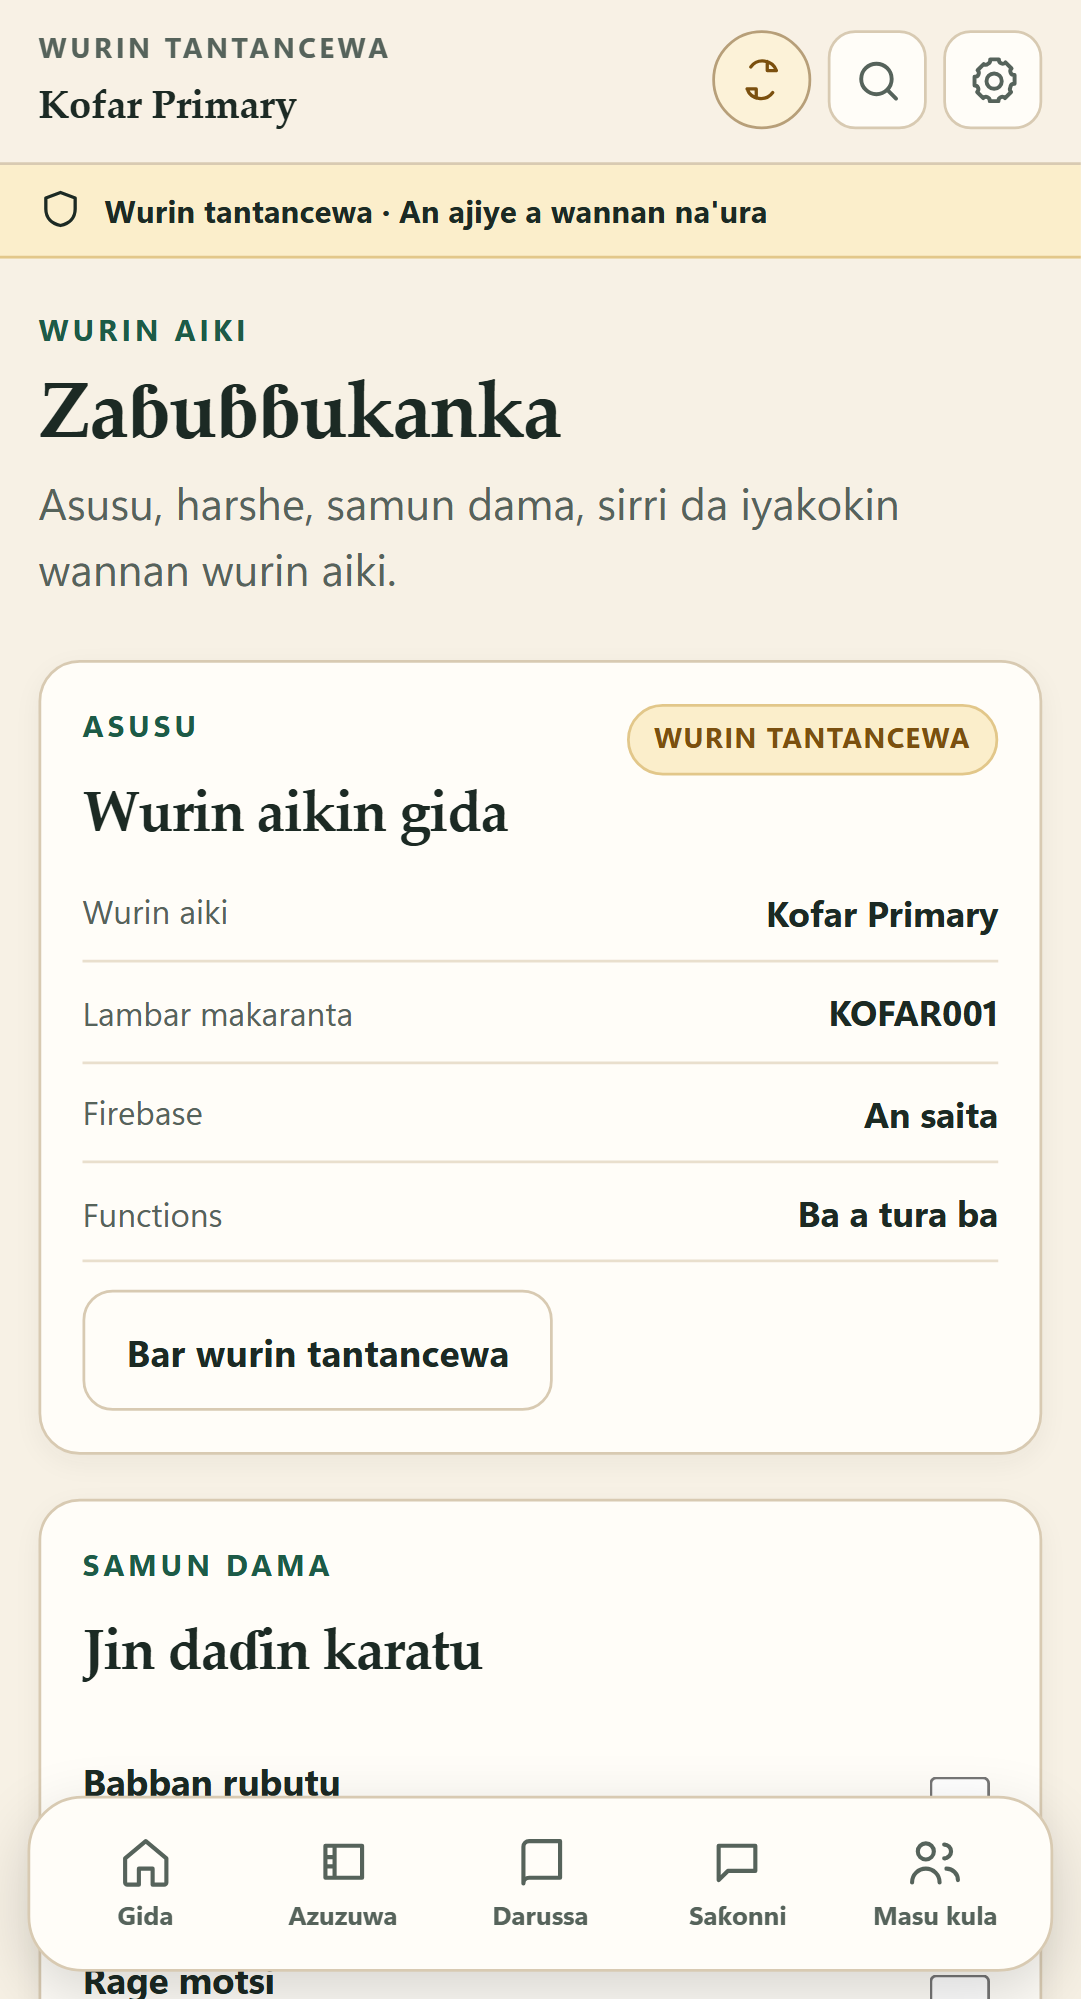 WURIN TANTANCEWA
Kofar Primary
Wurin tantancewa · An ajiye a wannan na'ura
WURIN AIKI
Zaɓuɓɓukanka
Asusu, harshe, samun dama, sirri da iyakokin
wannan wurin aiki.
ASUSU
WURIN TANTANCEWA
Wurin aikin gida
Wurin aiki
Kofar Primary
Lambar makaranta
KOFAR001
Firebase
An saita
Functions
Ba a tura ba
Bar wurin tantancewa
SAMUN DAMA
Jin daɗin karatu
Babban rubutu
Gida
Azuzuwa
Darussa
Saƙonni
Masu kula
Rage motsi